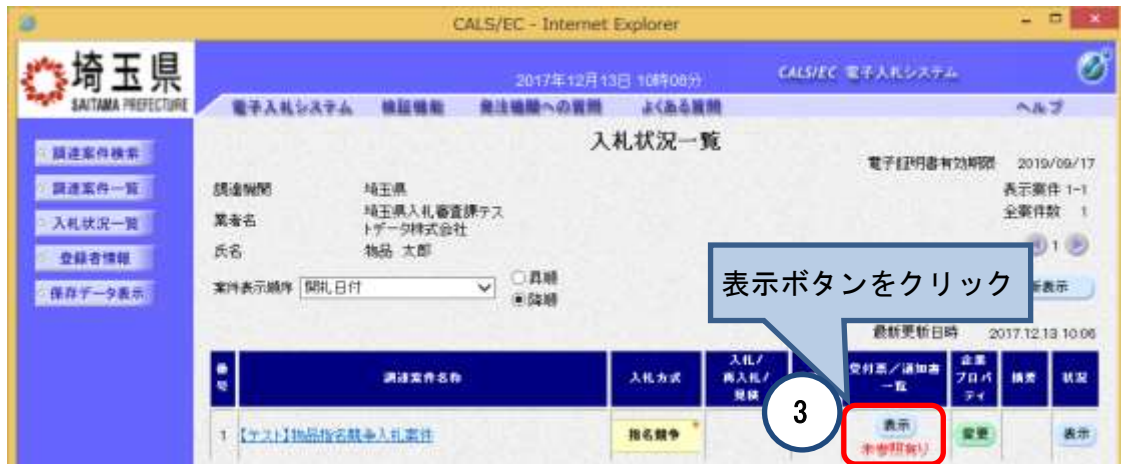 CALS/EC - Internet Explorer
埼玉県
SAITAMA PREFECTURE
2017年12月13日 10時08分
CALS/EC 電子入札システム
電子入札システム 検証機能 発注機関への質問 よくある質問 ヘルプ
調達案件検索
調達案件一覧
入札状況一覧
登録者情報
保存データ表示
入札状況一覧
電子証明書有効期限 2019/09/17
調達機関 埼玉県
表示案件 1-1
業者名 埼玉県入札審査課テス
トデータ株式会社
全案件数 1
氏名 物品 太郎
1
案件表示順序 開札日付
昇順
降順
表示
表示ボタンをクリック
最新更新日時 2017.12.13 10:06
番号 調達案件名称 入札方式 入札/再入札/見積 受付票/通知書一覧 企業プロパティ 摘要 状況
3
1 【テスト】物品指名競争入札案件 指名競争 表示 変更 表示
未参照有り